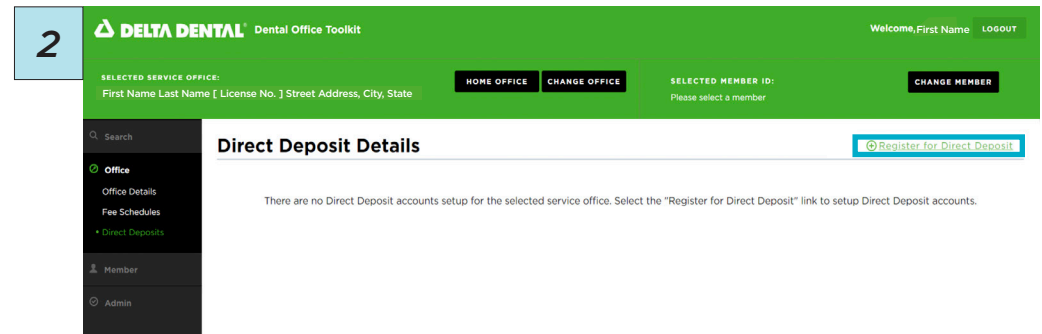 2
DELTA DENTAL® Dental Office Toolkit
Welcome, First Name LOGOUT
SELECTED SERVICE OFFICE:
First Name Last Name [ License No. ] Street Address, City, State
HOME OFFICE CHANGE OFFICE
SELECTED MEMBER ID:
Please select a member
CHANGE MEMBER
Search
Office
Office Details
Fee Schedules
• Direct Deposits
Member
Admin
Direct Deposit Details
Register for Direct Deposit
There are no Direct Deposit accounts setup for the selected service office. Select the "Register for Direct Deposit" link to setup Direct Deposit accounts.